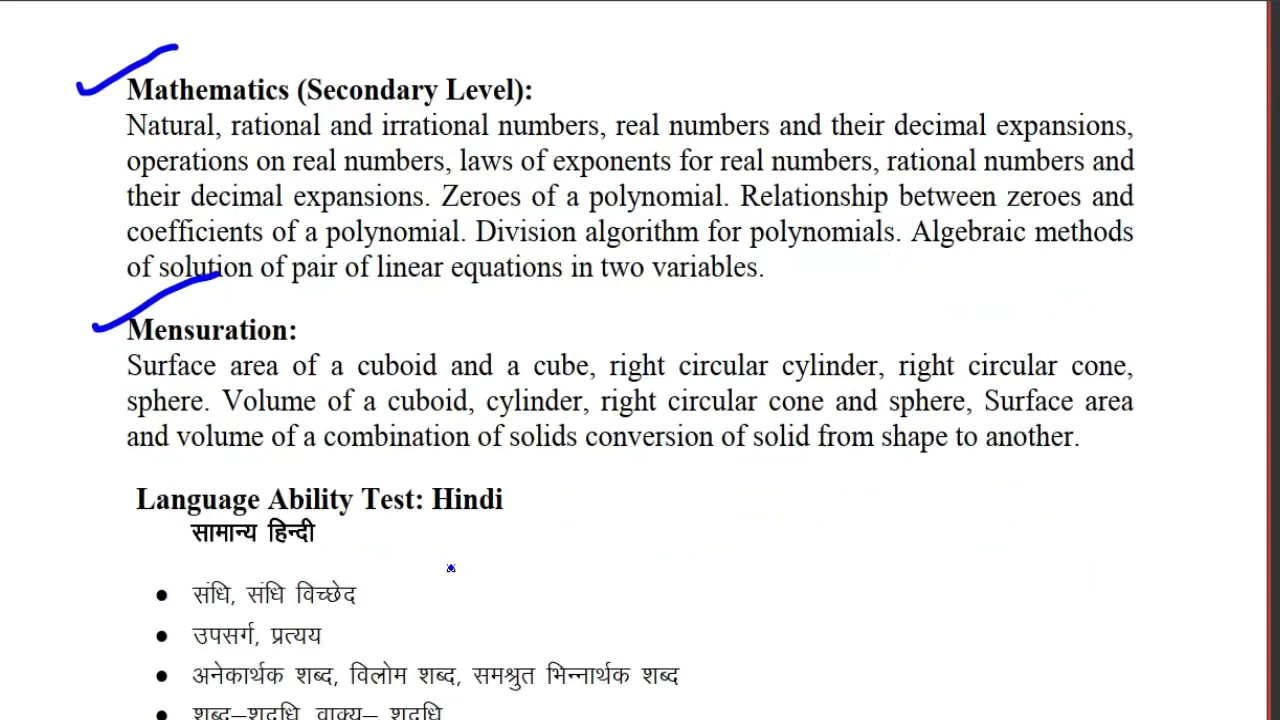 Mathematics (Secondary Level):
Natural, rational and irrational numbers, real numbers and their decimal expansions,
operations on real numbers, laws of exponents for real numbers, rational numbers and
their decimal expansions. Zeroes of a polynomial. Relationship between zeroes and
coefficients of a polynomial. Division algorithm for polynomials. Algebraic methods
of solution of pair of linear equations in two variables.
Mensuration:
Surface area of a cuboid and a cube, right circular cylinder, right circular cone,
sphere. Volume of a cuboid, cylinder, right circular cone and sphere, Surface area
and volume of a combination of solids conversion of solid from shape to another.
Language Ability Test: Hindi
सामान्य हिन्दी
● संधि, संधि विच्छेद
● उपसर्ग, प्रत्यय
● अनेकार्थक शब्द, विलोम शब्द, समश्रुत भिन्नार्थक शब्द
● शब्द–शुद्धि, वाक्य– शुद्धि